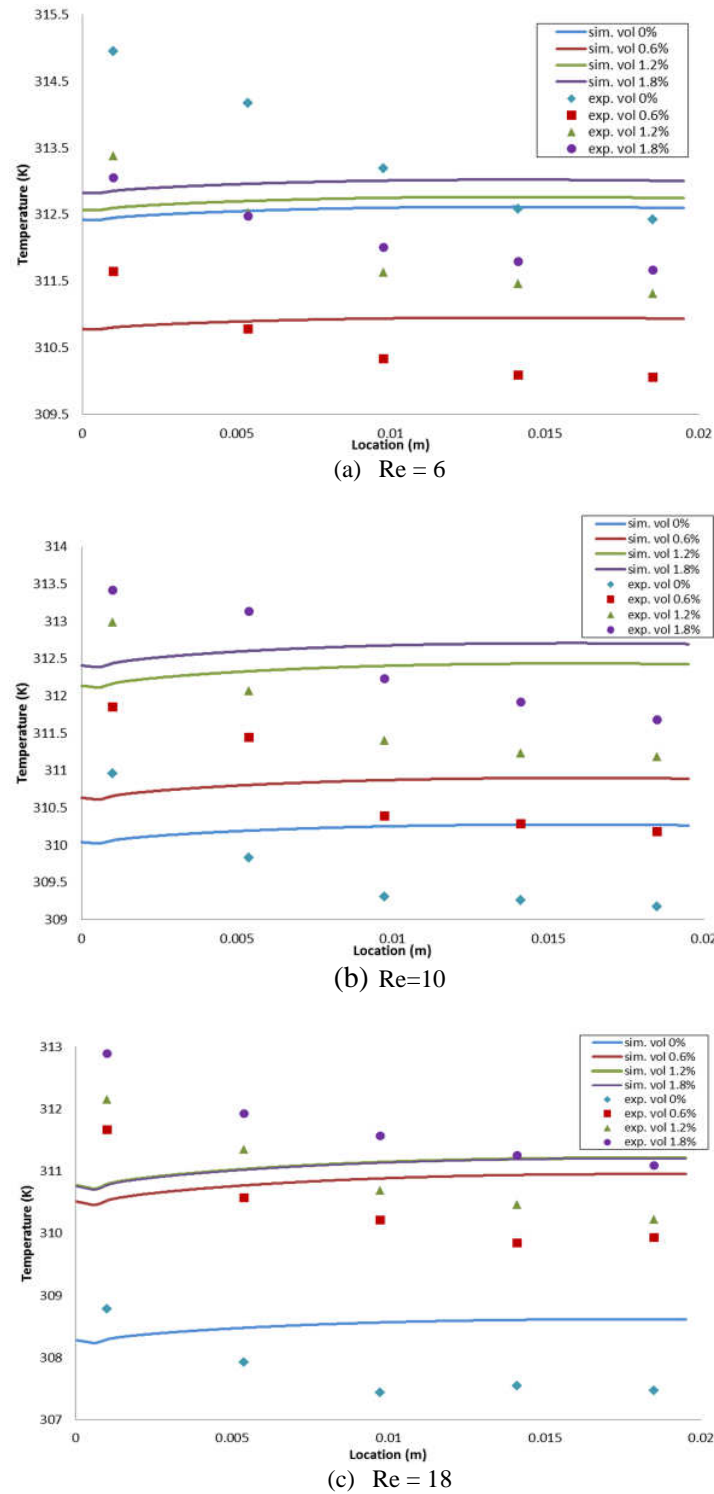 315.5
sim. vol 0%
sim. vol 0.6%
sim. vol 1.2%
sim. vol 1.8%
exp. vol 0%
exp. vol 0.6%
exp. vol 1.2%
exp. vol 1.8%
314.5
313.5
312.5
311.5
310.5
309.5
Temperature (K)
0
0.005
0.01
0.015
0.02
Location (m)
(a) Re = 6
sim. vol 0%
sim. vol 0.6%
sim. vol 1.2%
sim. vol 1.8%
exp. vol 0%
exp. vol 0.6%
exp. vol 1.2%
exp. vol 1.8%
314
313.5
313
312.5
312
311.5
311
310.5
310
309.5
309
Temperature (K)
0
0.005
0.01
0.015
0.02
Location (m)
(b) Re=10
sim. vol 0%
sim. vol 0.6%
sim. vol 1.2%
sim. vol 1.8%
exp. vol 0%
exp. vol 0.6%
exp. vol 1.2%
exp. vol 1.8%
313
312
311
310
309
308
307
Temperature (K)
0
0.005
0.01
0.015
0.02
Location (m)
(c) Re = 18